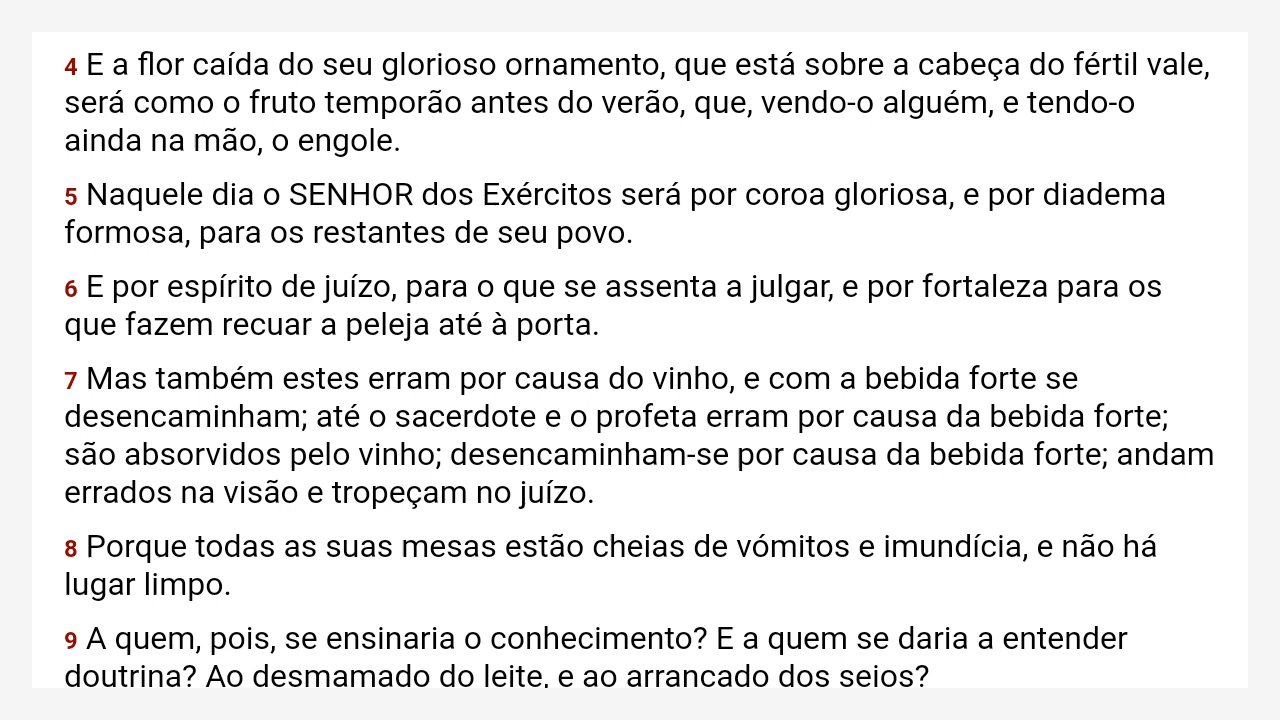 4 E a flor caída do seu glorioso ornamento, que está sobre a cabeça do fértil vale,
será como o fruto temporão antes do verão, que, vendo-o alguém, e tendo-o
ainda na mão, o engole.
5 Naquele dia o SENHOR dos Exércitos será por coroa gloriosa, e por diadema
formosa, para os restantes de seu povo.
6 E por espírito de juízo, para o que se assenta a julgar, e por fortaleza para os
que fazem recuar a peleja até à porta.
7 Mas também estes erram por causa do vinho, e com a bebida forte se
desencaminham; até o sacerdote e o profeta erram por causa da bebida forte;
são absorvidos pelo vinho; desencaminham-se por causa da bebida forte; andam
errados na visão e tropeçam no juízo.
8 Porque todas as suas mesas estão cheias de vómitos e imundícia, e não há
lugar limpo.
9 A quem, pois, se ensinaria o conhecimento? E a quem se daria a entender
doutrina? Ao desmamado do leite, e ao arrancado dos seios?